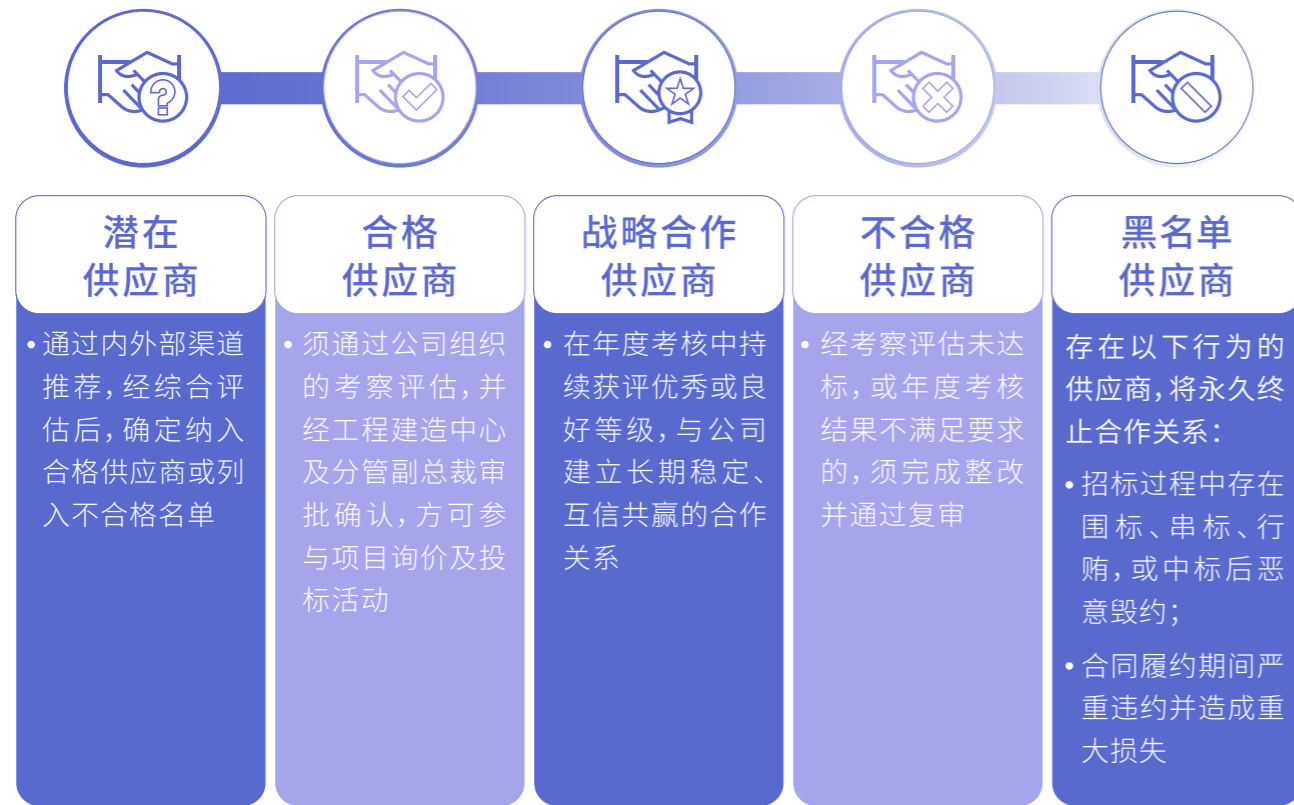 潜在
供应商
• 通过内外部渠道
推荐，经综合评
估后，确定纳入
合格供应商或列
入不合格名单
合格
供应商
• 须通过公司组织
的考察评估，并
经工程建造中心
及分管副总裁审
批确认，方可参
与项目询价及投
标活动
战略合作
供应商
• 在年度考核中持
续获评优秀或良
好等级，与公司
建立长期稳定、
互信共赢的合作
关系
不合格
供应商
• 经考察评估未达
标，或年度考核
结果不满足要求
的，须完成整改
并通过复审
黑名单
供应商
存在以下行为的
供应商，将永久终
止合作关系：
• 招标过程中存在
围标、串标、行
贿，或中标后恶
意毁约；
• 合同履约期间严
重违约并造成重
大损失